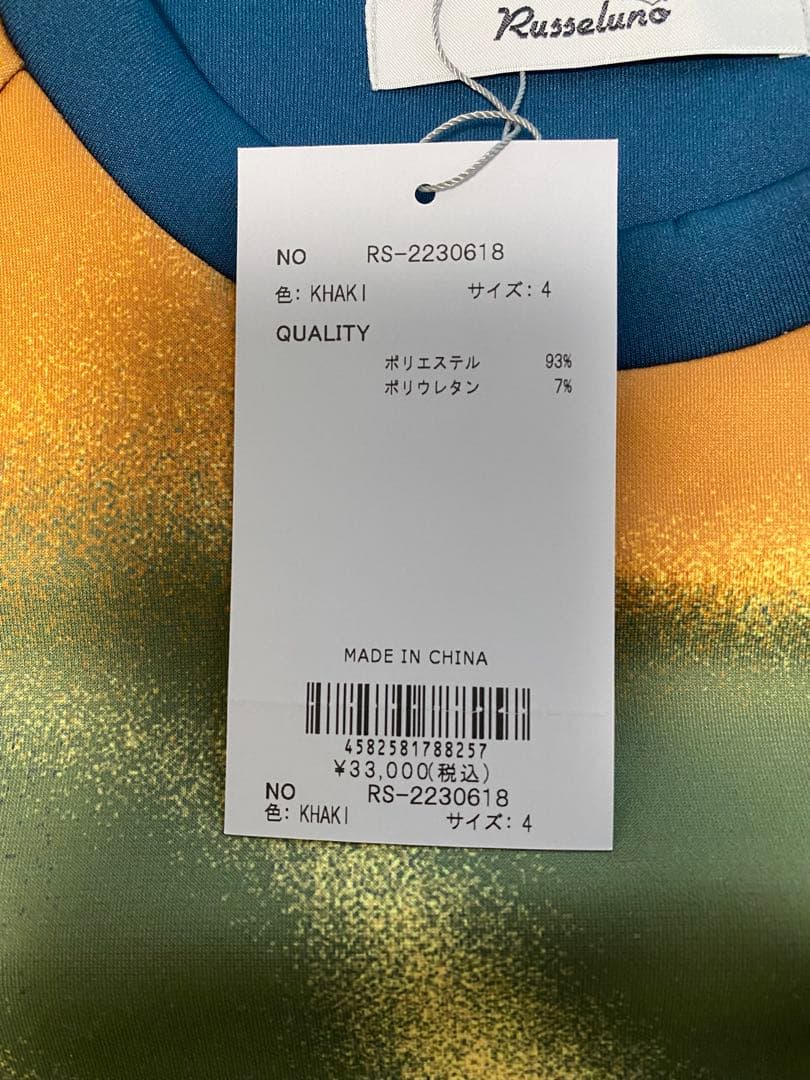 Russeluno
NO RS-2230618
色: KHAKI サイズ: 4
QUALITY
ポリエステル 93%
ポリウレタン 7%
MADE IN CHINA
4582581788257
¥33,000(税込)
NO RS-2230618
色: KHAKI サイズ: 4